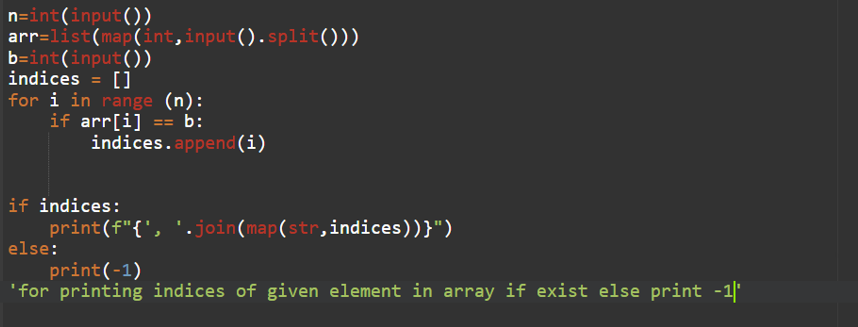 n=int(input())
arr=list(map(int,input().split()))
b=int(input())
indices = []
for i in range (n):
    if arr[i] == b:
        indices.append(i)
if indices:
    print(f"{', '.join(map(str,indices))}")
else:
    print(-1)
'for printing indices of given element in array if exist else print -1'